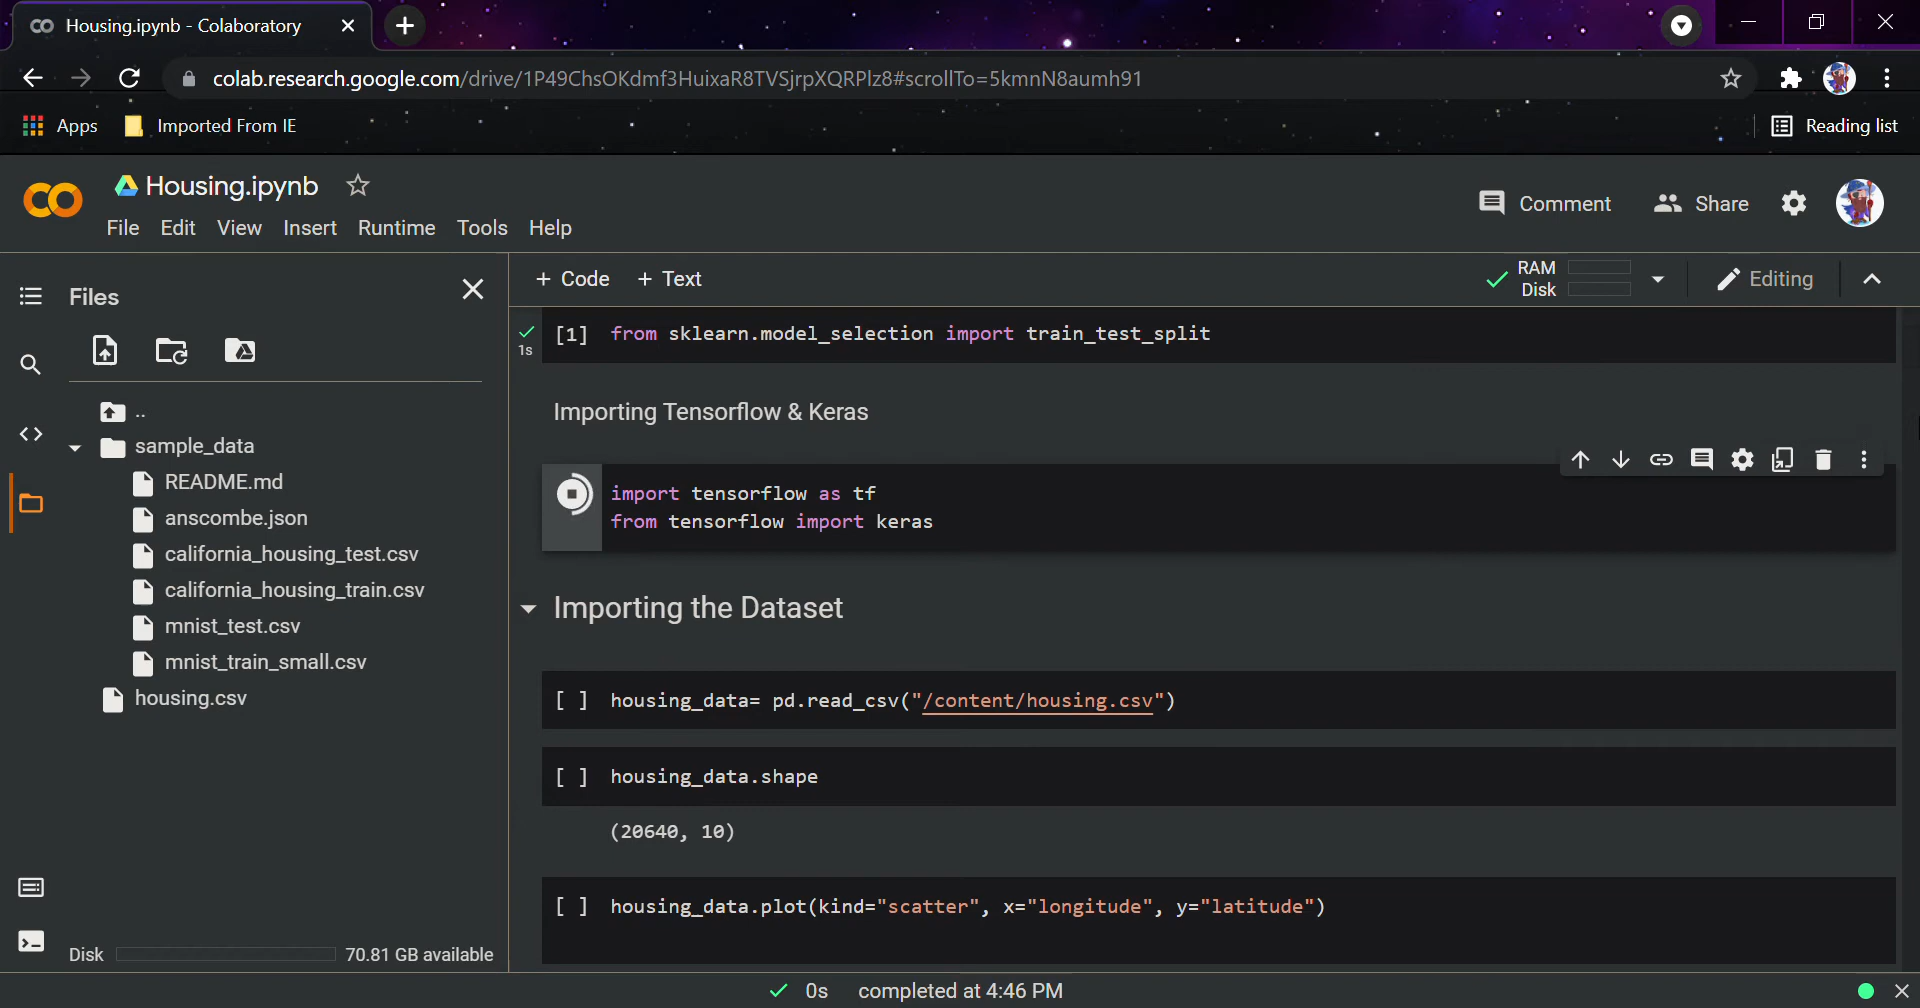 Housing.ipynb - Colaboratory
colab.research.google.com/drive/1P49ChsOKdmf3HuixaR8TVSjrpXQRPlz8#scrollTo=5kmnN8aumh91
Apps
Imported From IE
Reading list
Housing.ipynb
File Edit View Insert Runtime Tools Help
Comment
Share
Files
+ Code + Text
RAM
Disk
Editing
..
sample_data
README.md
anscombe.json
california_housing_test.csv
california_housing_train.csv
mnist_test.csv
mnist_train_small.csv
housing.csv
Disk
70.81 GB available
1s
[1] from sklearn.model_selection import train_test_split
Importing Tensorflow & Keras
import tensorflow as tf
from tensorflow import keras
Importing the Dataset
[ ] housing_data= pd.read_csv("/content/housing.csv")
[ ] housing_data.shape
(20640, 10)
[ ] housing_data.plot(kind="scatter", x="longitude", y="latitude")
0s completed at 4:46 PM